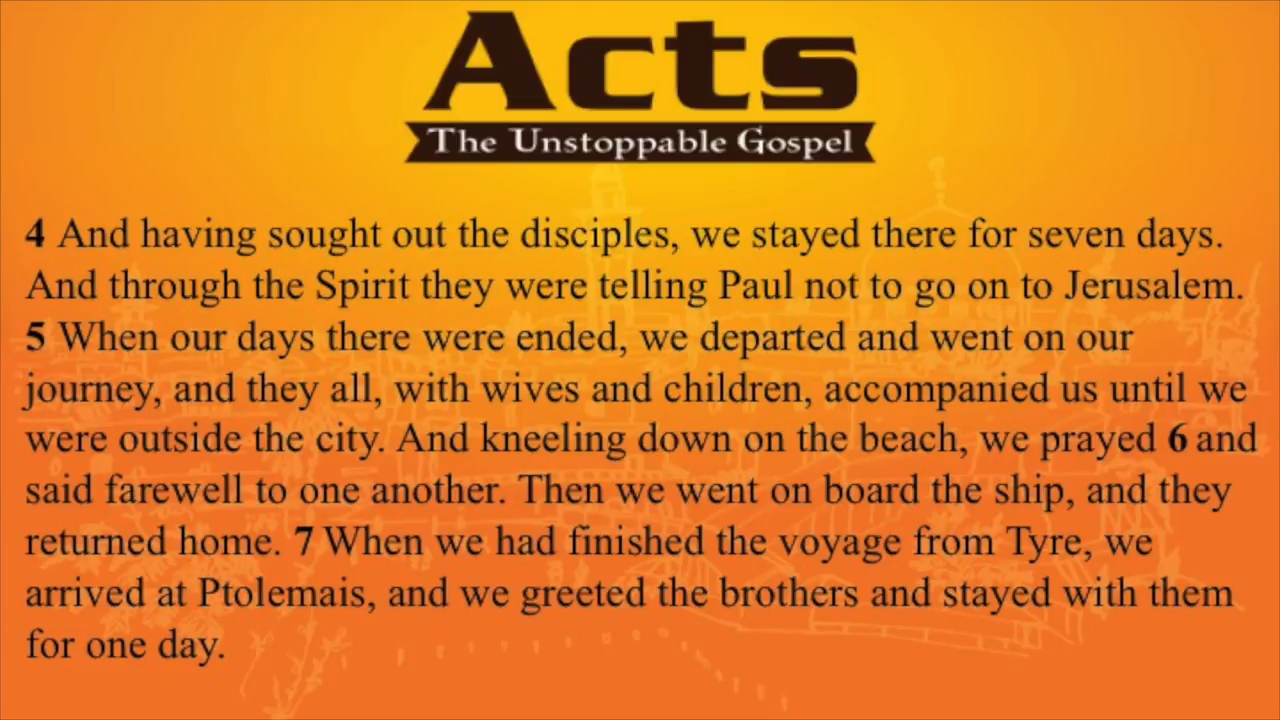 Acts
The Unstoppable Gospel
4 And having sought out the disciples, we stayed there for seven days.
And through the Spirit they were telling Paul not to go on to Jerusalem.
5 When our days there were ended, we departed and went on our
journey, and they all, with wives and children, accompanied us until we
were outside the city. And kneeling down on the beach, we prayed 6 and
said farewell to one another. Then we went on board the ship, and they
returned home. 7 When we had finished the voyage from Tyre, we
arrived at Ptolemais, and we greeted the brothers and stayed with them
for one day.